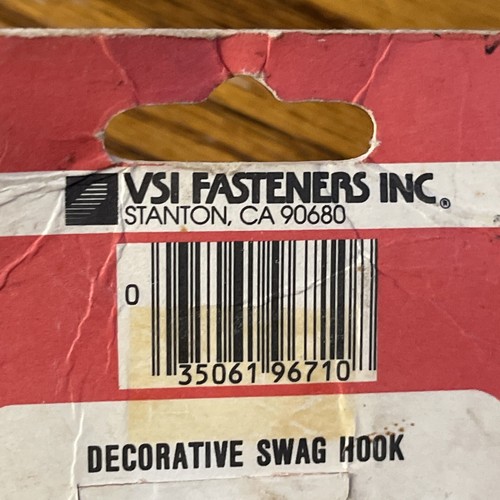 VSI FASTENERS INC.®
STANTON, CA 90680
0
35061 96710
DECORATIVE SWAG HOOK